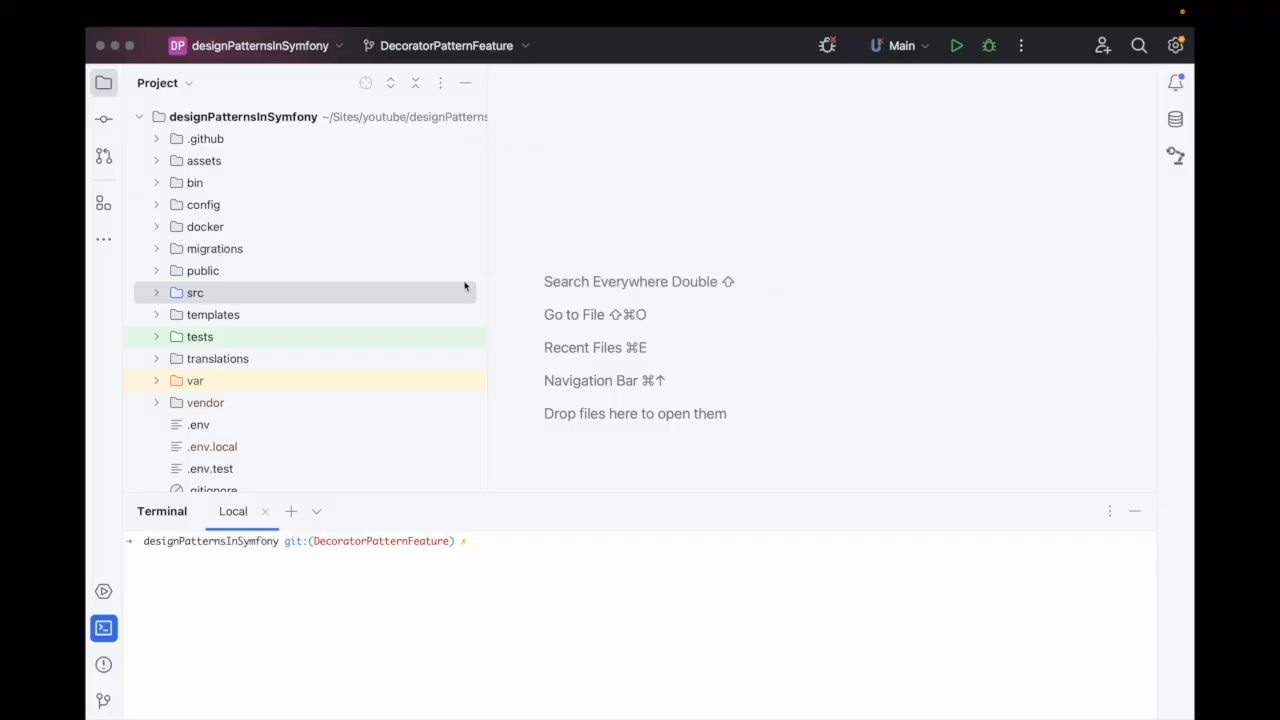 DP designPatternsInSymfony DecoratorPatternFeature Main
Project
designPatternsInSymfony ~/Sites/youtube/designPatterns
.github
assets
bin
config
docker
migrations
public
src
templates
tests
translations
var
vendor
.env
.env.local
.env.test
.gitignore
Search Everywhere Double ⇧
Go to File ⇧⌘O
Recent Files ⌘E
Navigation Bar ⌘↑
Drop files here to open them
Terminal Local
→ designPatternsInSymfony git:(DecoratorPatternFeature) ✗